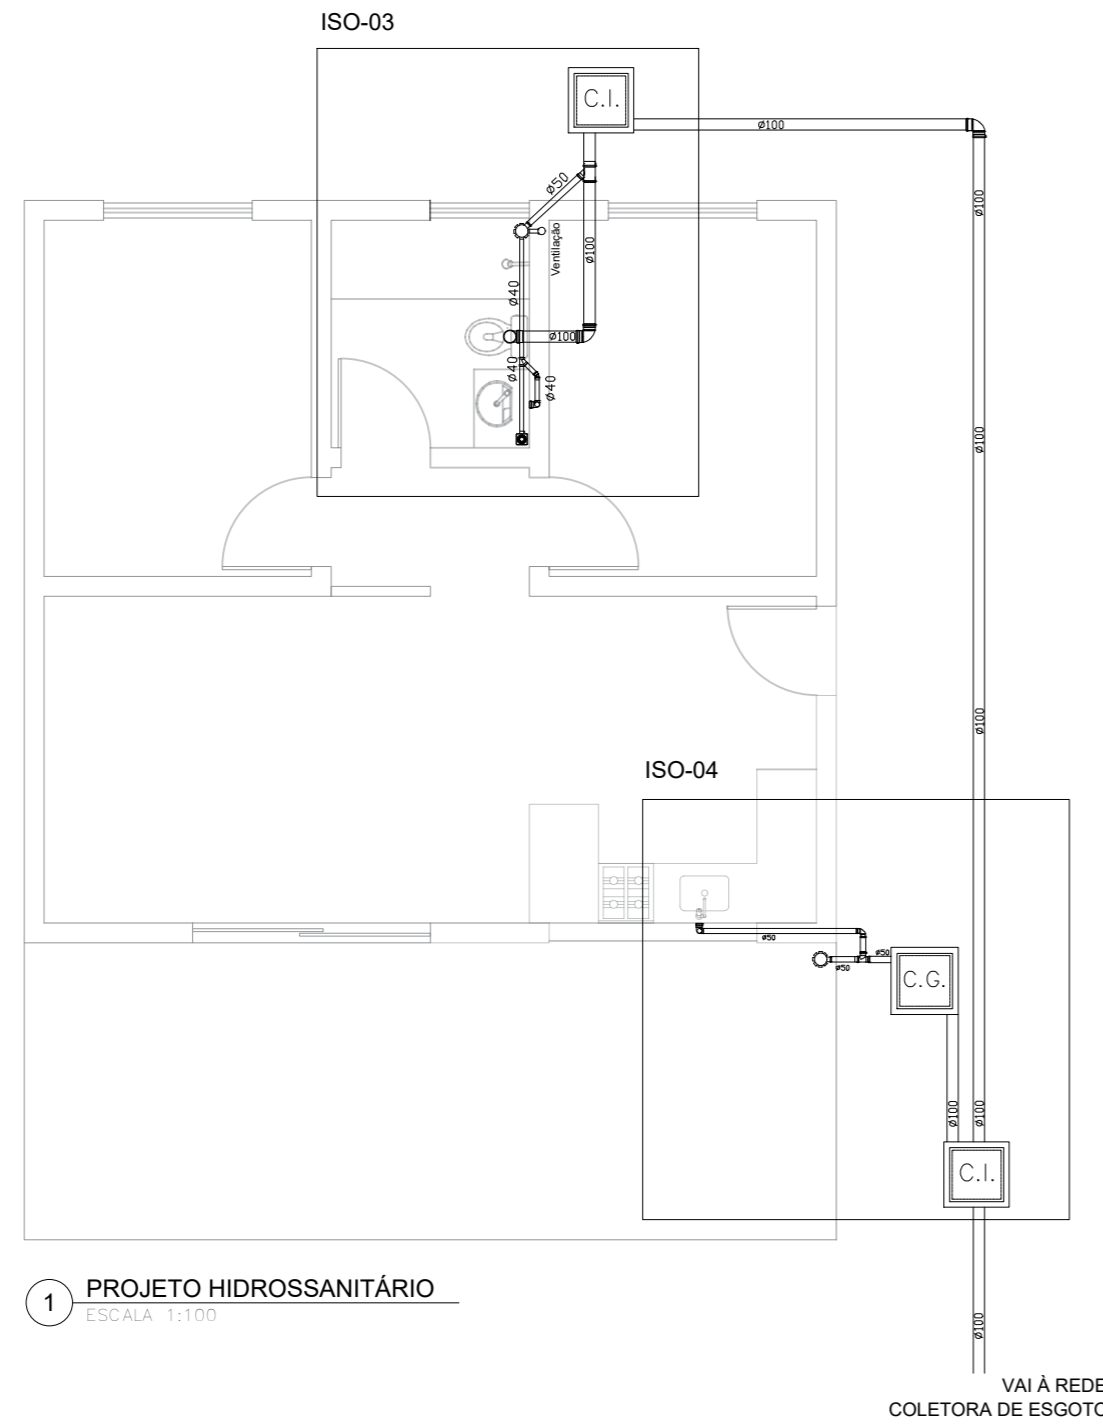 ISO-03
C.I.
ø100
ø50
ø100
Ventilação
ø100
ø40
ø100
ø40
ø40
ø100
ø100
ISO-04
ø50
ø50
ø50
C.G.
ø100
ø100
C.I.
1
PROJETO HIDROSSANITÁRIO
ESCALA 1:100
ø100
VAI À REDE
COLETORA DE ESGOTO